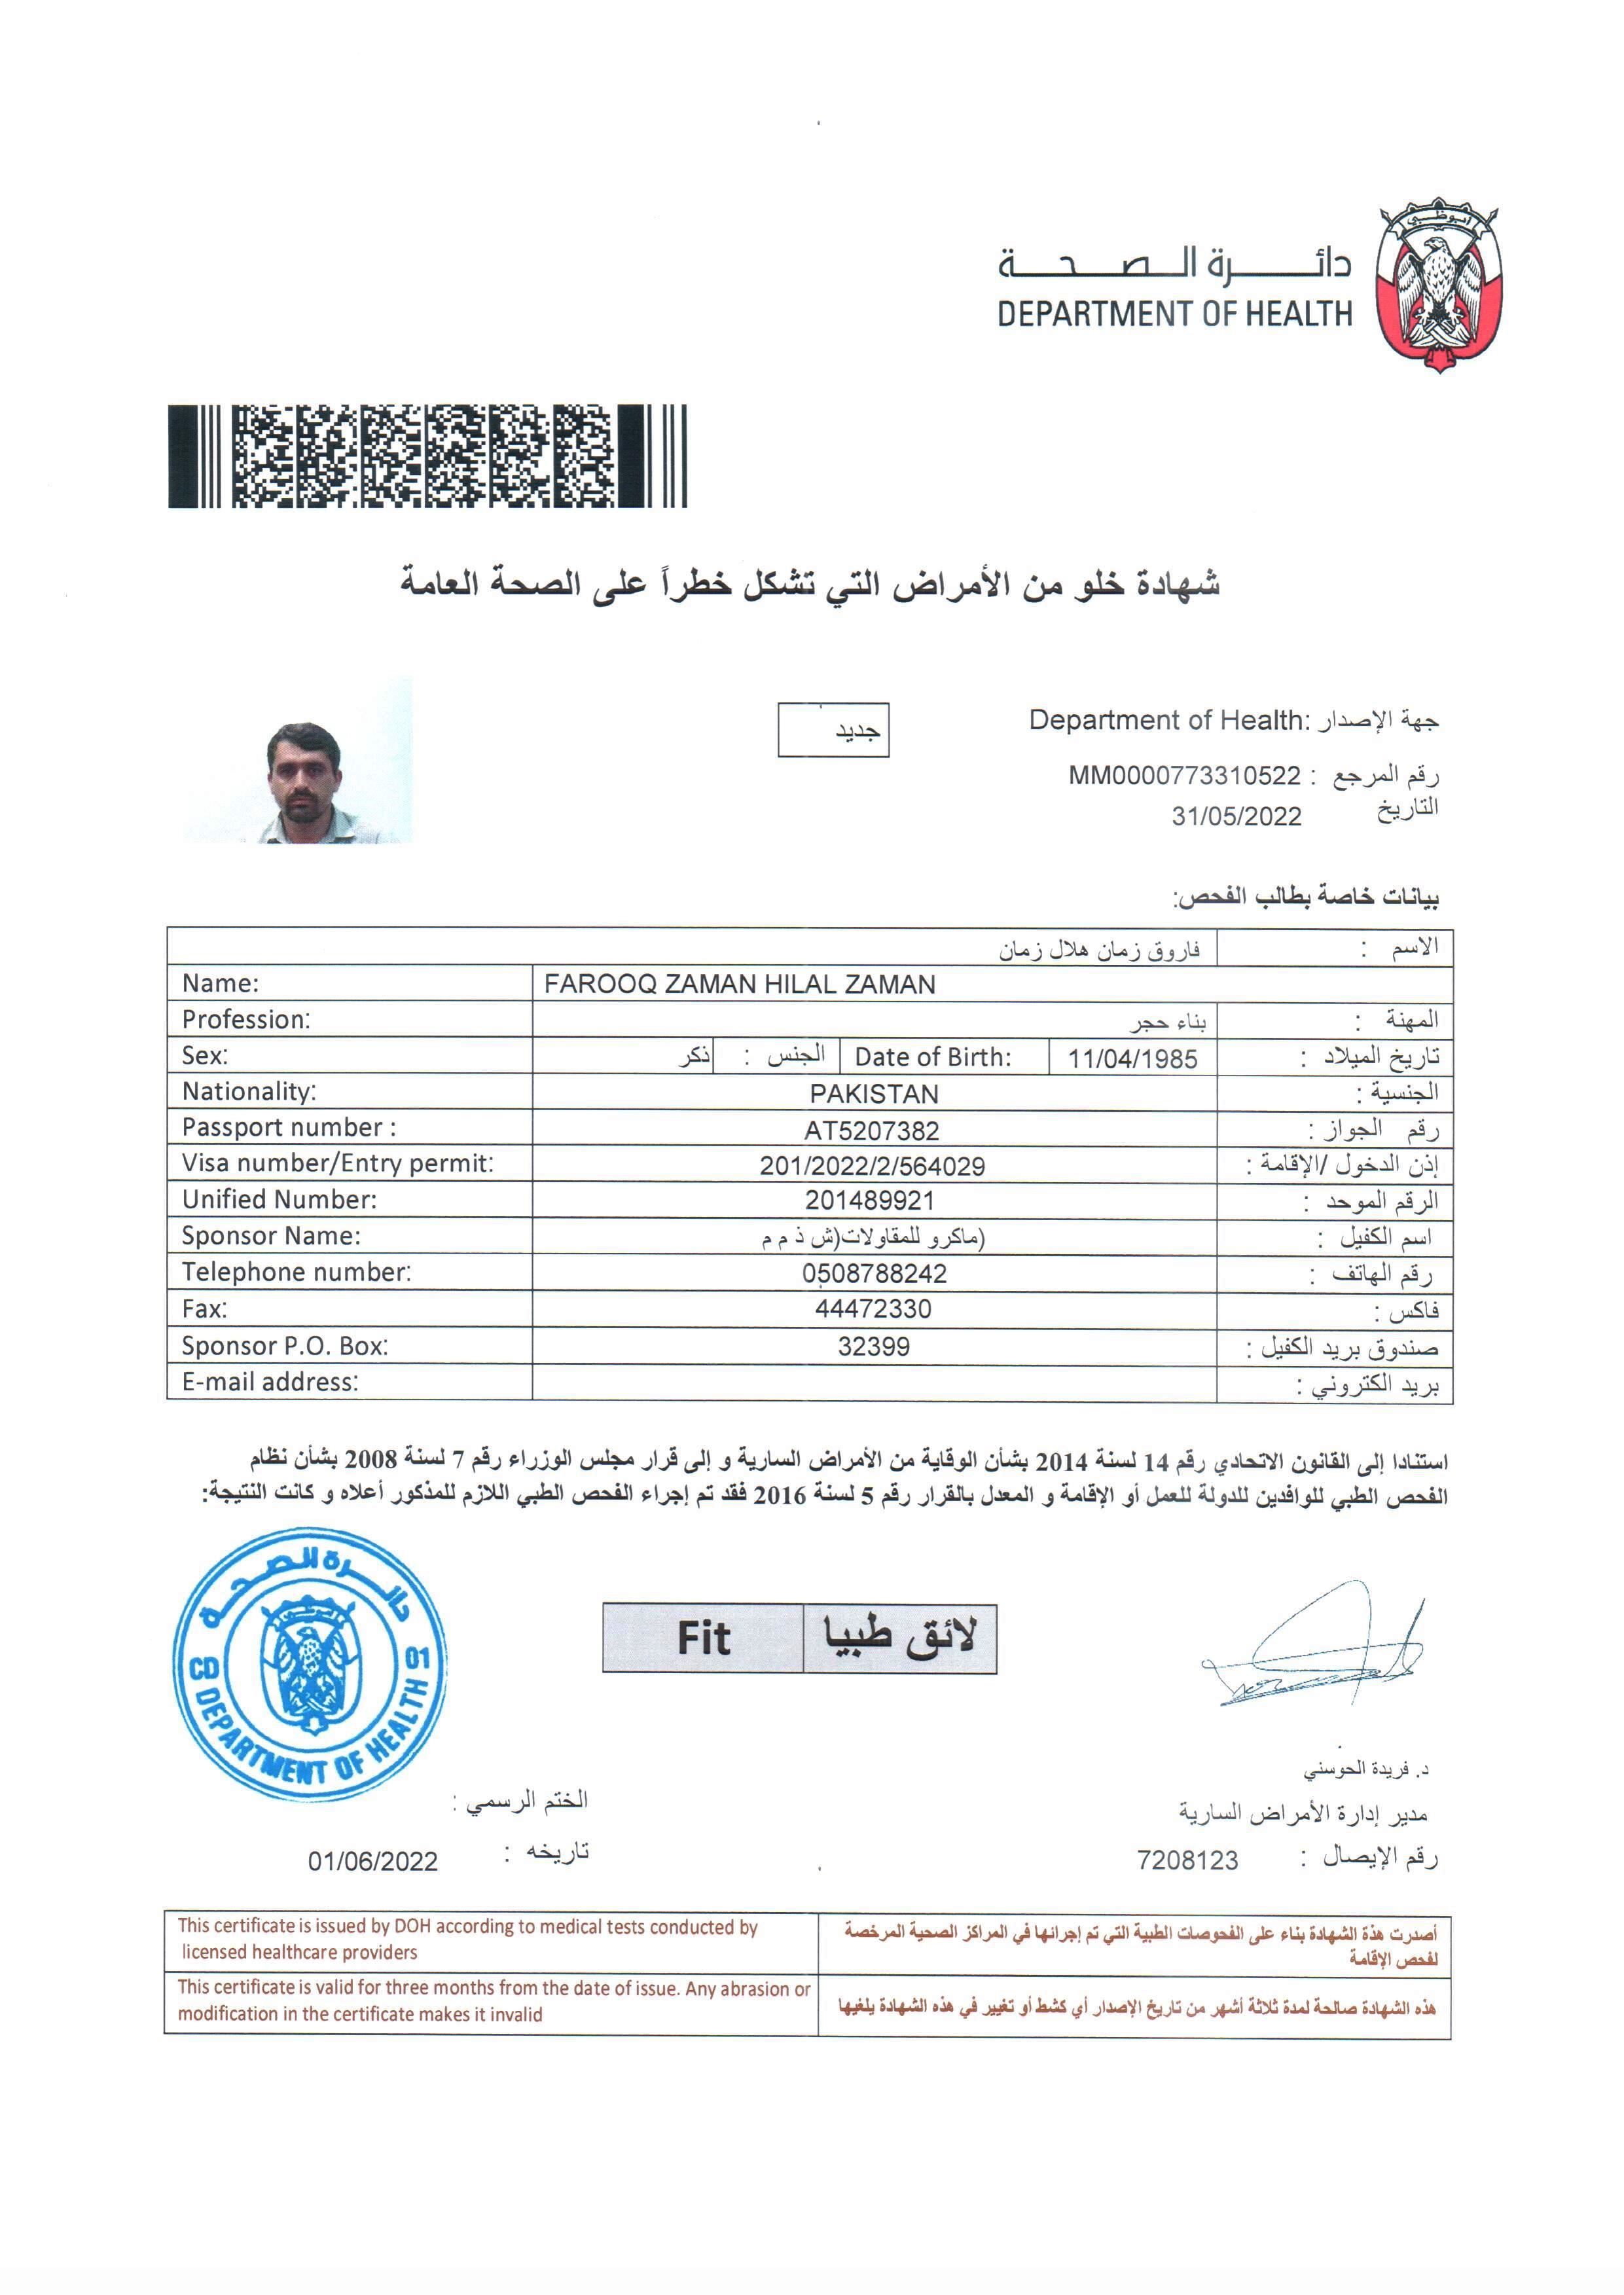 أبوظبي
دائرة الصحة
DEPARTMENT OF HEALTH
شهادة خلو من الأمراض التي تشكل خطراً على الصحة العامة
جديد
جهة الإصدار :Department of Health
رقم المرجع : MM0000773310522
التاريخ 31/05/2022
بيانات خاصة بطالب الفحص:
الاسم : فاروق زمان هلال زمان
Name: FAROOQ ZAMAN HILAL ZAMAN
Profession: بناء حجر المهنة :
Sex: ذكر الجنس : Date of Birth: 11/04/1985 تاريخ الميلاد :
Nationality: PAKISTAN الجنسية :
Passport number : AT5207382 رقم الجواز :
Visa number/Entry permit: 201/2022/2/564029 إذن الدخول /الإقامة :
Unified Number: 201489921 الرقم الموحد :
Sponsor Name: (ماكرو للمقاولات(ش ذ م م اسم الكفيل :
Telephone number: 0508788242 رقم الهاتف :
Fax: 44472330 فاكس :
Sponsor P.O. Box: 32399 صندوق بريد الكفيل :
E-mail address: بريد الكتروني :
استنادا إلى القانون الاتحادي رقم 14 لسنة 2014 بشأن الوقاية من الأمراض السارية و إلى قرار مجلس الوزراء رقم 7 لسنة 2008 بشأن نظام
الفحص الطبي للوافدين للدولة للعمل أو الإقامة و المعدل بالقرار رقم 5 لسنة 2016 فقد تم إجراء الفحص الطبي اللازم للمذكور أعلاه و كانت النتيجة:
دائرة الصحة
CD 01
DEPARTMENT OF HEALTH
Fit لائق طبيا
د. فريدة الحوسني
الختم الرسمي :
مدير إدارة الأمراض السارية
تاريخه : 01/06/2022
رقم الإيصال : 7208123
This certificate is issued by DOH according to medical tests conducted by
licensed healthcare providers
أصدرت هذة الشهادة بناء على الفحوصات الطبية التي تم إجرانها في المراكز الصحية المرخصة
لفحص الإقامة
This certificate is valid for three months from the date of issue. Any abrasion or
modification in the certificate makes it invalid
هذه الشهادة صالحة لمدة ثلاثة أشهر من تاريخ الإصدار أي كشط أو تغيير في هذه الشهادة يلغيها